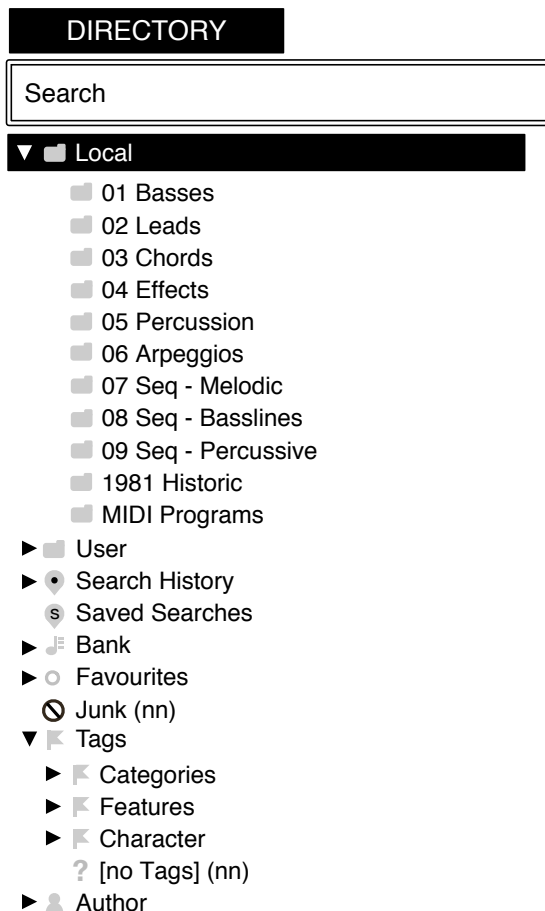 DIRECTORY
Search
Local
01 Basses
02 Leads
03 Chords
04 Effects
05 Percussion
06 Arpeggios
07 Seq - Melodic
08 Seq - Basslines
09 Seq - Percussive
1981 Historic
MIDI Programs
User
Search History
S Saved Searches
Bank
Favourites
Junk (nn)
Tags
Categories
Features
Character
? [no Tags] (nn)
Author